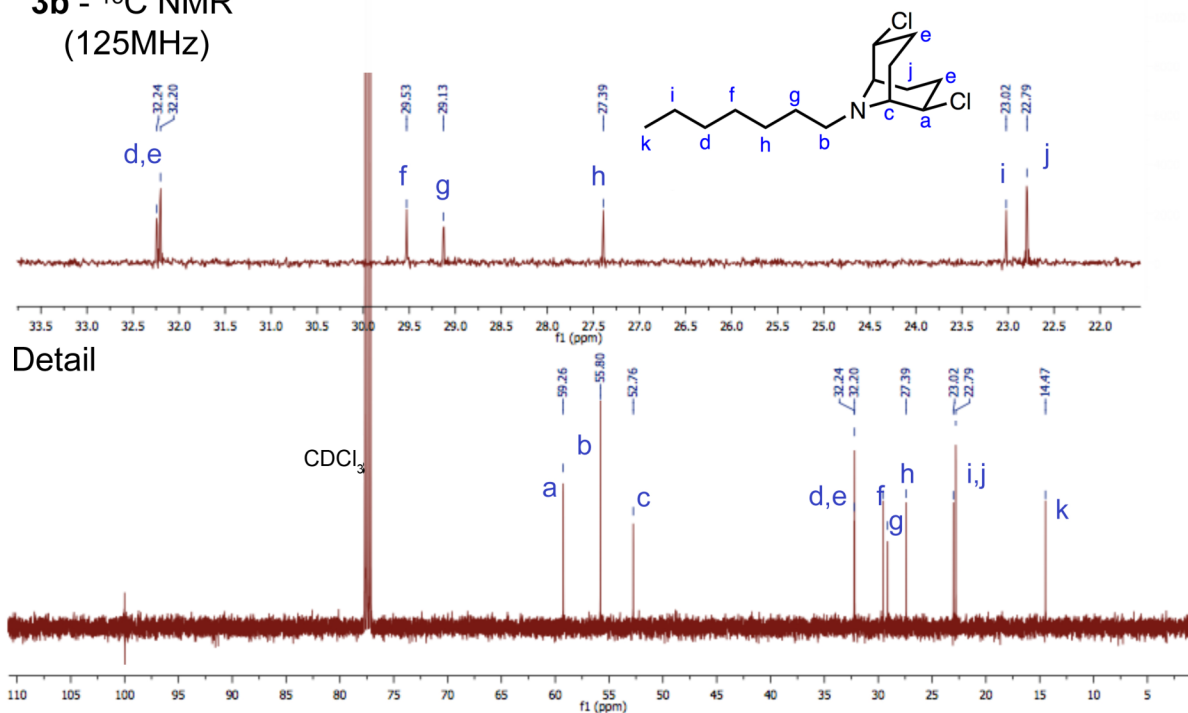 3b - ¹³C NMR
(125MHz)
Cl
e
j
e
Cl
i
f
g
N
c
a
k
d
h
b
32.24
32.20
29.53
29.13
27.39
23.02
22.79
d,e
f
g
h
i
j
33.5 33.0 32.5 32.0 31.5 31.0 30.5 30.0 29.5 29.0 28.5 28.0 27.5 27.0 26.5 26.0 25.5 25.0 24.5 24.0 23.5 23.0 22.5 22.0
f1 (ppm)
Detail
59.26
55.80
52.76
32.24
32.20
27.39
23.02
22.79
14.47
CDCl₃
a
b
c
d,e
f
g
h
i,j
k
110 105 100 95 90 85 80 75 70 65 60 55 50 45 40 35 30 25 20 15 10 5
f1 (ppm)